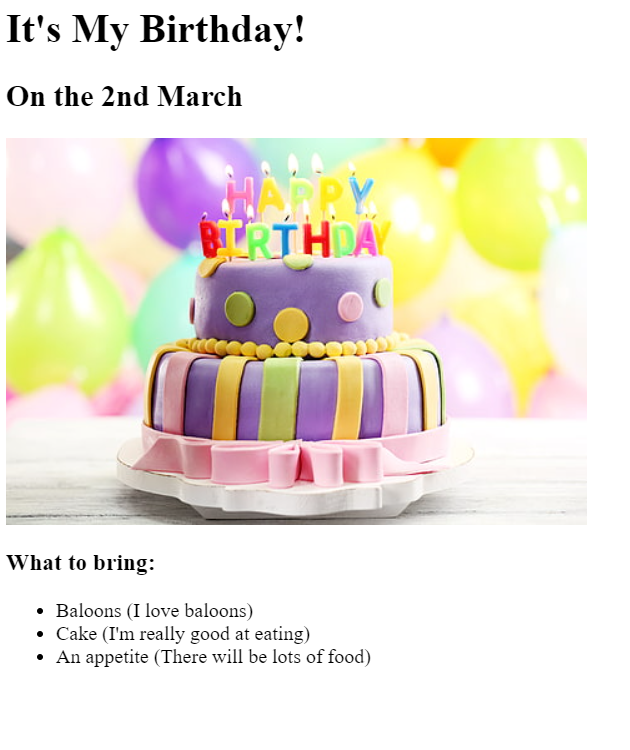 It's My Birthday!
On the 2nd March
HAPPY
BIRTHDAY
What to bring:
Baloons (I love baloons)
Cake (I'm really good at eating)
An appetite (There will be lots of food)